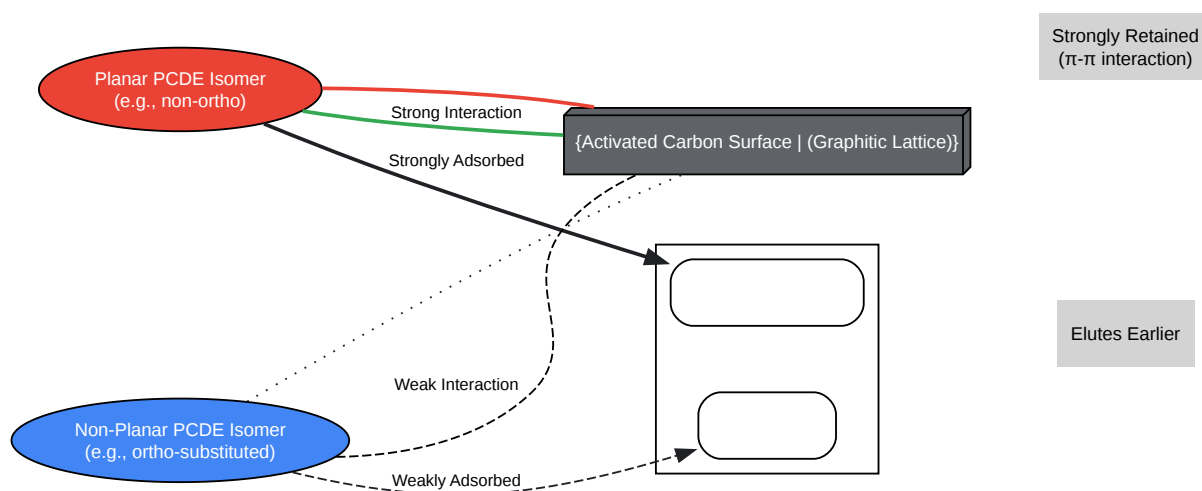 Strongly Retained
(π-π interaction)
Planar PCDE Isomer
(e.g., non-ortho)
Strong Interaction
{Activated Carbon Surface | (Graphitic Lattice)}
Strongly Adsorbed
Elutes Earlier
Weak Interaction
Non-Planar PCDE Isomer
(e.g., ortho-substituted)
Weakly Adsorbed